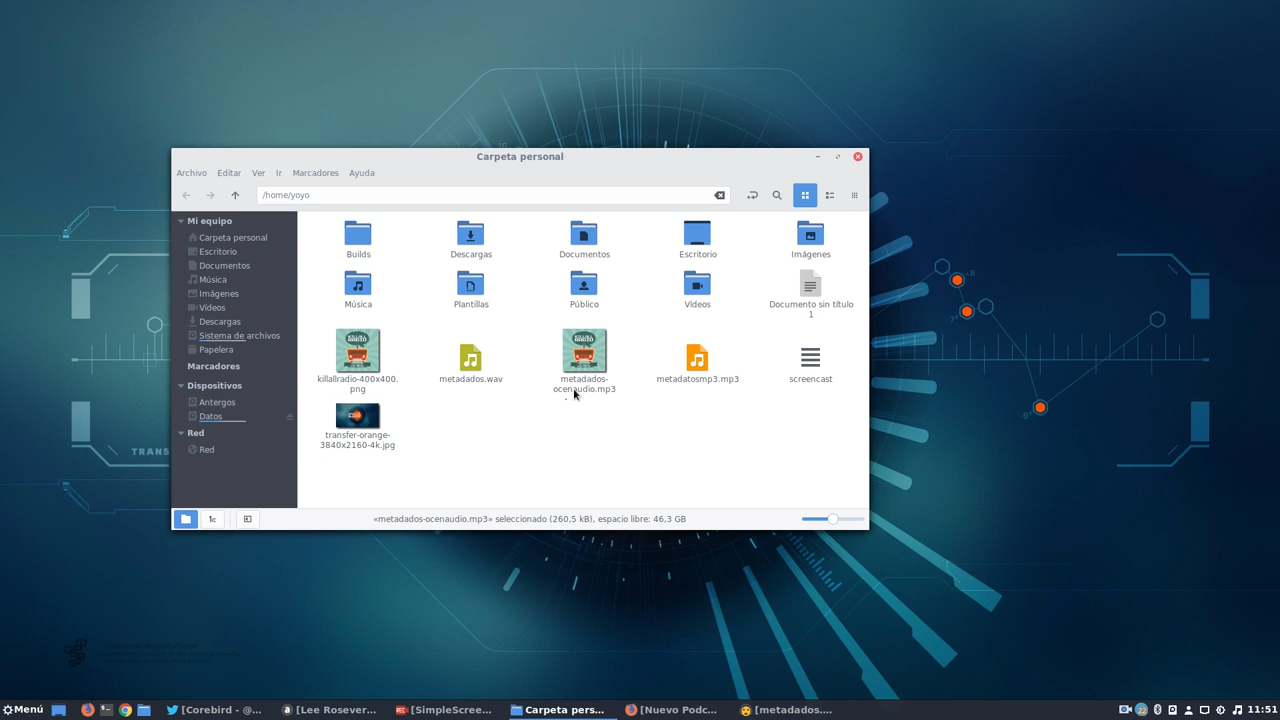 Carpeta personal
Archivo Editar Ver Ir Marcadores Ayuda
/home/yoyo
Mi equipo
Carpeta personal
Escritorio
Documentos
Música
Imágenes
Vídeos
Descargas
Sistema de archivos
Papelera
Marcadores
Dispositivos
Antergos
Datos
Red
Red
Builds
Descargas
Documentos
Escritorio
Imágenes
Música
Plantillas
Público
Vídeos
Documento sin título
1
killallradio-400x400.
png
metadados.wav
metadados-
ocenaudio.mp3
metadatosmp3.mp3
screencast
transfer-orange-
3840x2160-4k.jpg
«metadados-ocenaudio.mp3» seleccionado (260,5 kB), espacio libre: 46,3 GB
TRANS
Menú
[Corebird - @...
[Lee Rosever...
[SimpleScree...
Carpeta pers...
[Nuevo Podc...
[metadados....
22
11:51